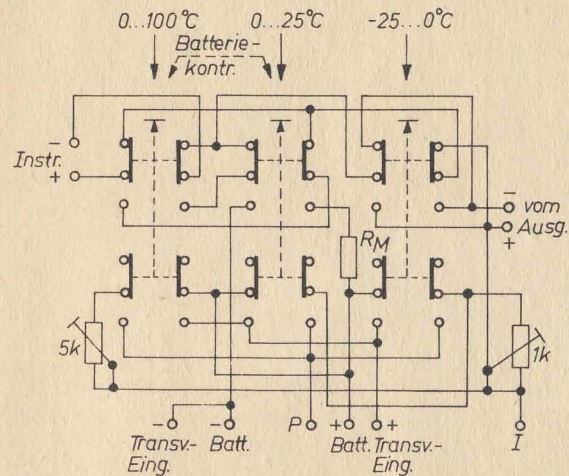 0...100°C 0...25°C -25...0°C
Batterie-
kontr.
-
Instr.
+
- vom
Ausg.
+
RM
5k
1k
- - P + + I
Transv.- Batt. Batt. Transv.-
Eing. Eing.